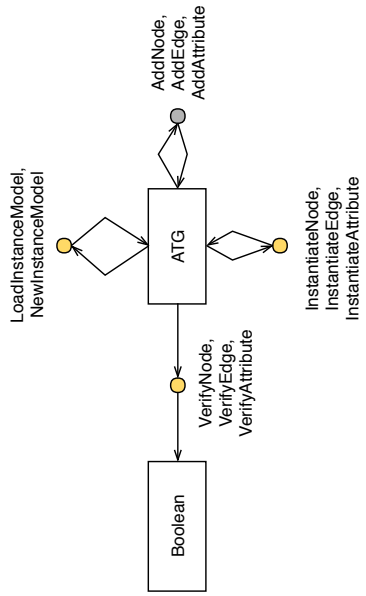 LoadInstanceModel,
NewInstanceModel
AddNode,
AddEdge,
AddAttribute
ATG
InstantiateNode,
InstantiateEdge,
InstantiateAttribute
VerifyNode,
VerifyEdge,
VerifyAttribute
Boolean